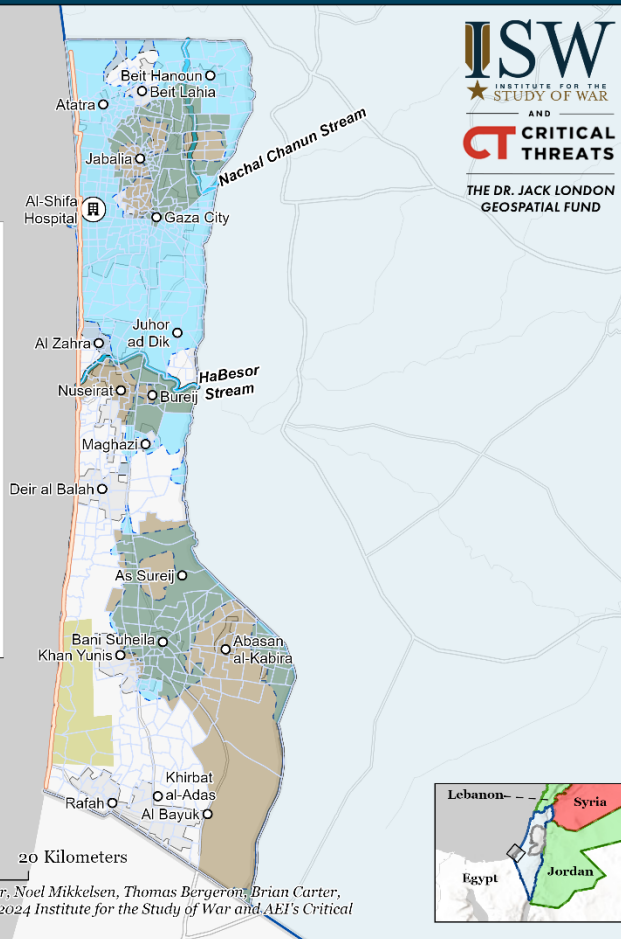 ISW
INSTITUTE FOR THE
STUDY OF WAR
AND
CT CRITICAL
THREATS
THE DR. JACK LONDON
GEOSPATIAL FUND
Beit Hanoun
Beit Lahia
Atatra
Nachal Chanun Stream
Jabalia
Al-Shifa
Hospital
Gaza City
Juhor
ad Dik
Al Zahra
HaBesor
Stream
Nuseirat
Bureij
Maghazi
Deir al Balah
As Sureij
Bani Suheila
Abasan
al-Kabira
Khan Yunis
Khirbat
al-Adas
Rafah
Al Bayuk
Lebanon
Syria
Egypt
Jordan
20 Kilometers
r, Noel Mikkelsen, Thomas Bergeron, Brian Carter,
2024 Institute for the Study of War and AEI's Critical